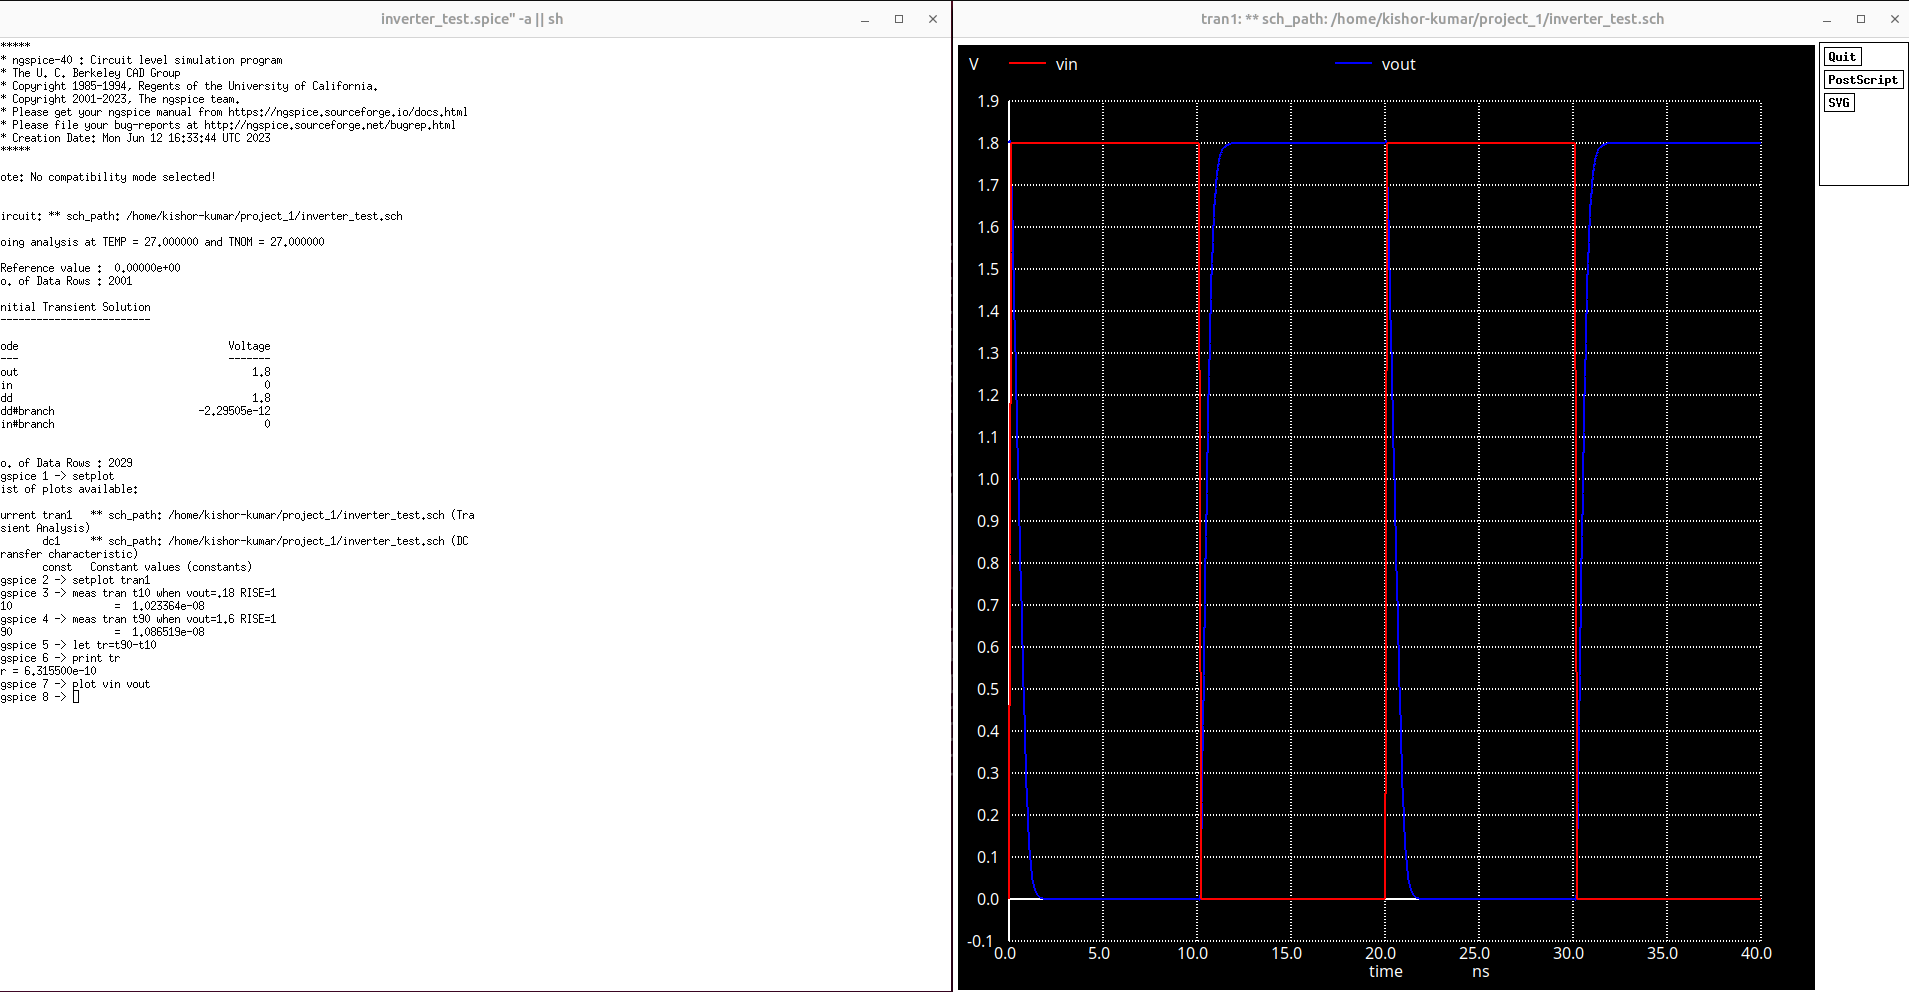 inverter_test.spice" -a || sh
*****
* ngspice-40 : Circuit level simulation program
* The U. C. Berkeley CAD Group
* Copyright 1985-1994, Regents of the University of California.
* Copyright 2001-2023, The ngspice team.
* Please get your ngspice manual from https://ngspice.sourceforge.io/docs.html
* Please file your bug-reports at http://ngspice.sourceforge.net/bugrep.html
* Creation Date: Mon Jun 12 16:33:44 UTC 2023
*****
ote: No compatibility mode selected!
ircuit: ** sch_path: /home/kishor-kumar/project_1/inverter_test.sch
oing analysis at TEMP = 27.000000 and TNOM = 27.000000
Reference value :  0.00000e+00
o. of Data Rows : 2001
nitial Transient Solution
-------------------------
ode Voltage
--- -------
out 1.8
in 0
dd 1.8
dd#branch -2.29505e-12
in#branch 0
o. of Data Rows : 2029
gspice 1 -> setplot
ist of plots available:
urrent tran1 ** sch_path: /home/kishor-kumar/project_1/inverter_test.sch (Tra
sient Analysis)
dc1 ** sch_path: /home/kishor-kumar/project_1/inverter_test.sch (DC
ransfer characteristic)
const Constant values (constants)
gspice 2 -> setplot tran1
gspice 3 -> meas tran t10 when vout=.18 RISE=1
10 = 1.023364e-08
gspice 4 -> meas tran t90 when vout=1.6 RISE=1
90 = 1.086519e-08
gspice 5 -> let tr=t90-t10
gspice 6 -> print tr
r = 6.315500e-10
gspice 7 -> plot vin vout
gspice 8 ->
tran1: ** sch_path: /home/kishor-kumar/project_1/inverter_test.sch
Quit
PostScript
SVG
V vin vout
1.9
1.8
1.7
1.6
1.5
1.4
1.3
1.2
1.1
1.0
0.9
0.8
0.7
0.6
0.5
0.4
0.3
0.2
0.1
0.0
-0.1
0.0 5.0 10.0 15.0 20.0 25.0 30.0 35.0 40.0
time ns